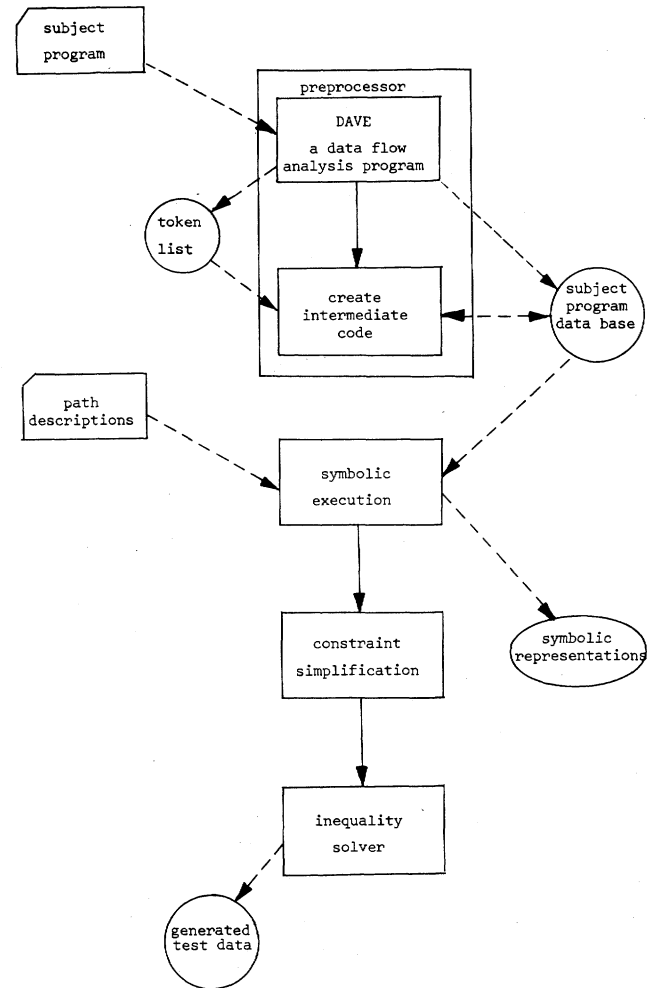 subject
program
preprocessor
DAVE
a data flow
analysis program
token
list
create
intermediate
code
subject
program
data base
path
descriptions
symbolic
execution
constraint
simplification
symbolic
representations
inequality
solver
generated
test data